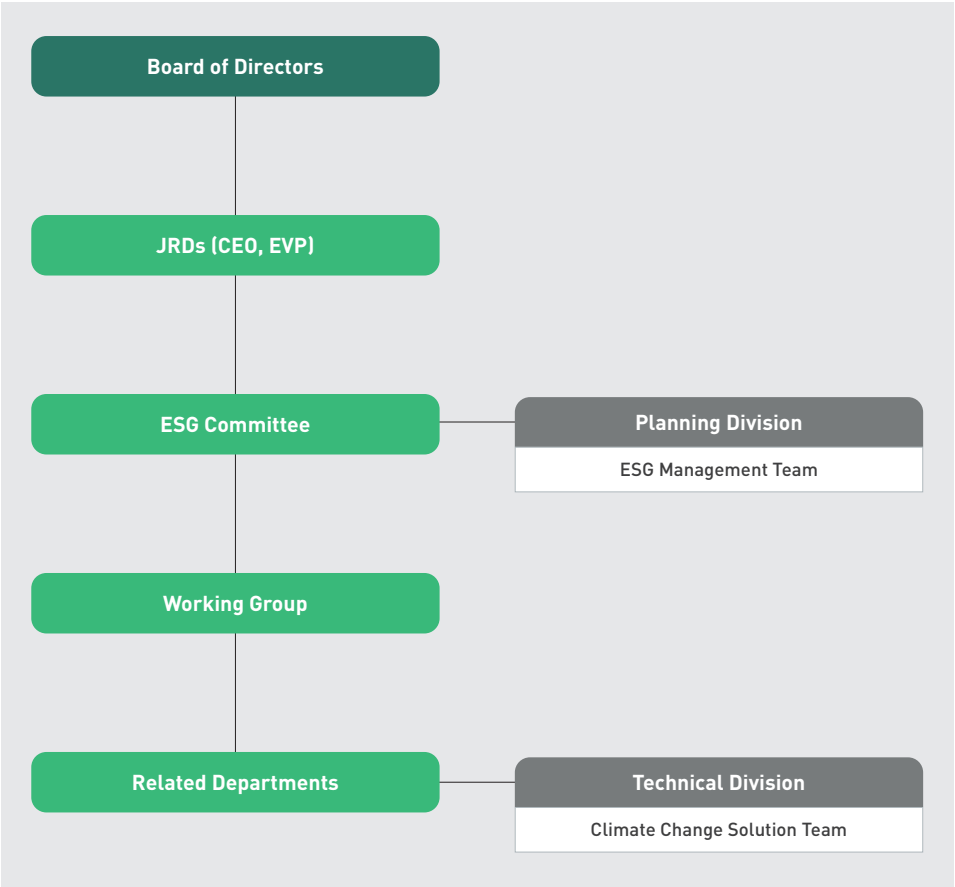 Board of Directors
JRDs (CEO, EVP)
ESG Committee
Planning Division
ESG Management Team
Working Group
Related Departments
Technical Division
Climate Change Solution Team